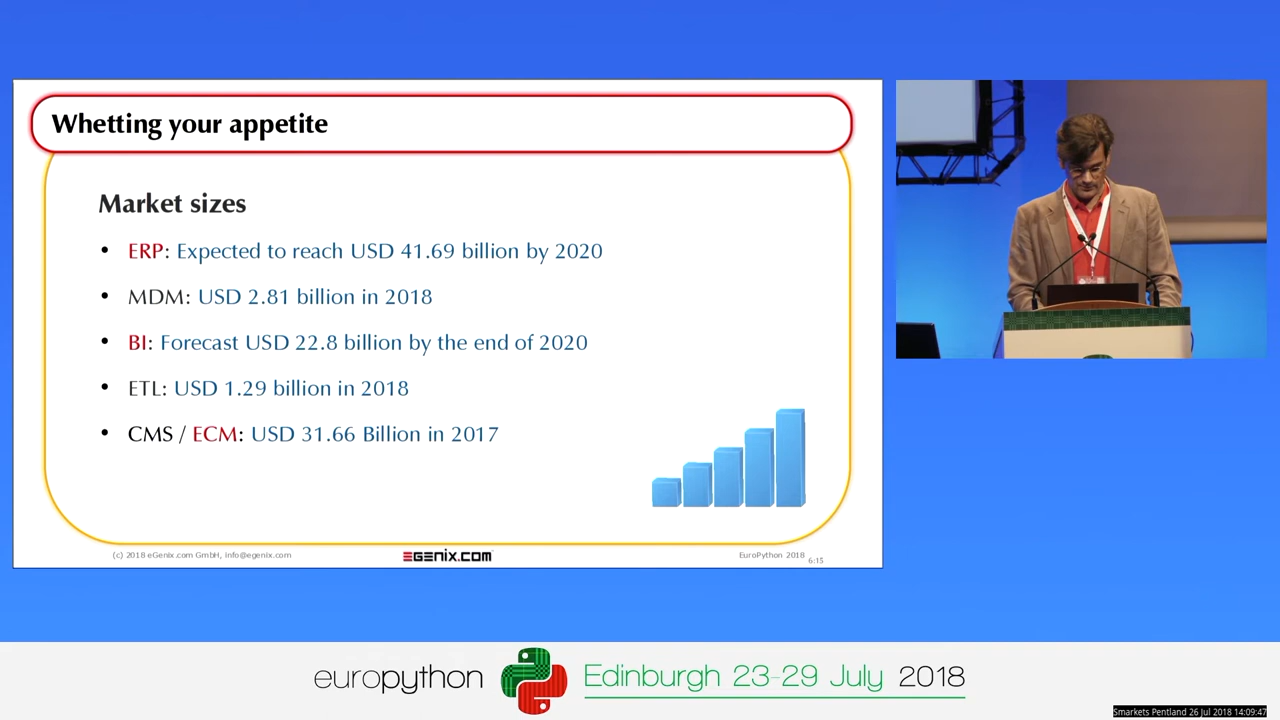 Whetting your appetite
Market sizes
• ERP: Expected to reach USD 41.69 billion by 2020
• MDM: USD 2.81 billion in 2018
• BI: Forecast USD 22.8 billion by the end of 2020
• ETL: USD 1.29 billion in 2018
• CMS / ECM: USD 31.66 Billion in 2017
(c) 2018 eGenix.com GmbH, info@egenix.com
EGENIX.COM
EuroPython 2018
6:15
europython
Edinburgh 23-29 July 2018
Smarkets Pentland 26 Jul 2018 14:09:47